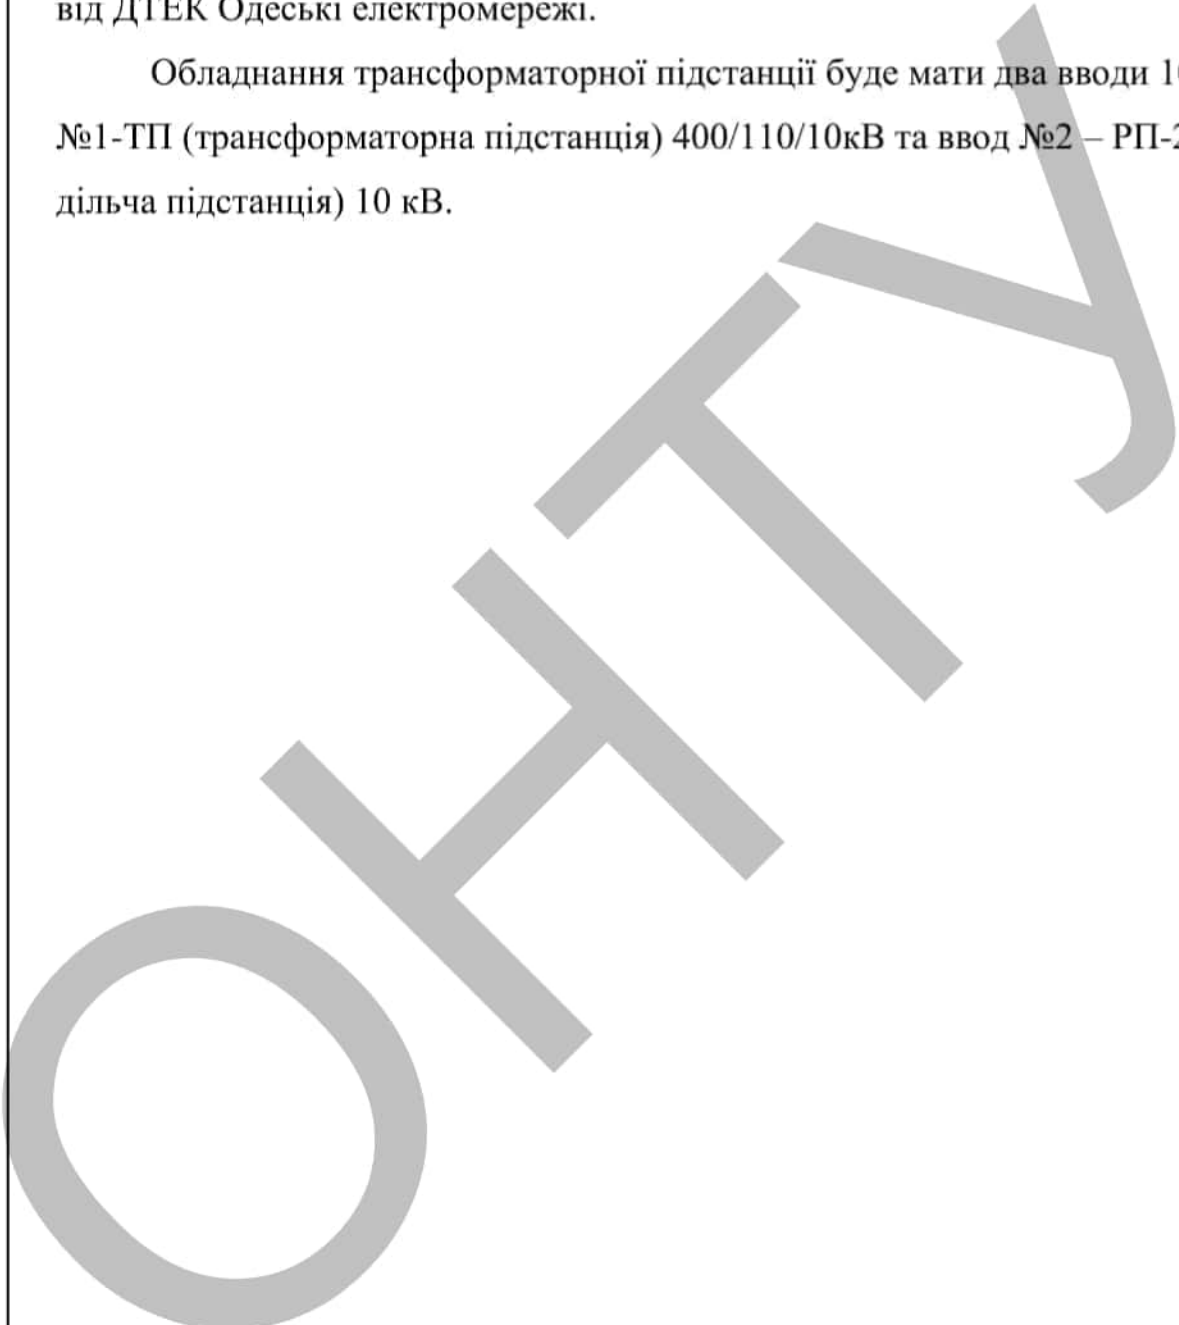 від ДТЕК Одеські електромережі.
Обладнання трансформаторної підстанції буде мати два вводи
№1-ТП (трансформаторна підстанція) 400/110/10кВ та ввод №2 – РП-2
дільча підстанція) 10 кВ.
ОНТУ